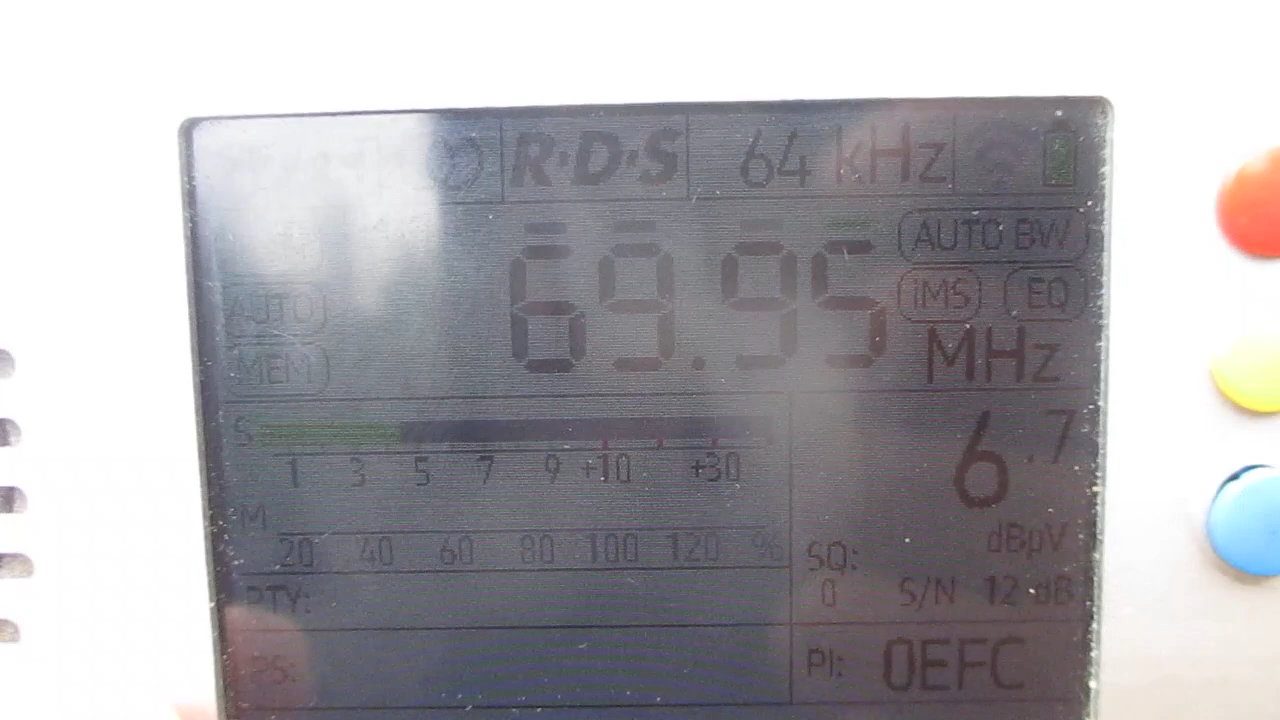 R·D·S 64 kHz
AUTO BW
69.95
iMS EQ
AUTO
MHz
MEM
S
6.7
1 3 5 7 9 +10 +30
M
dBµV
20 40 60 80 100 120 %
SQ:
0 S/N 12 dB
PTY:
PS:
PI: 0EFC